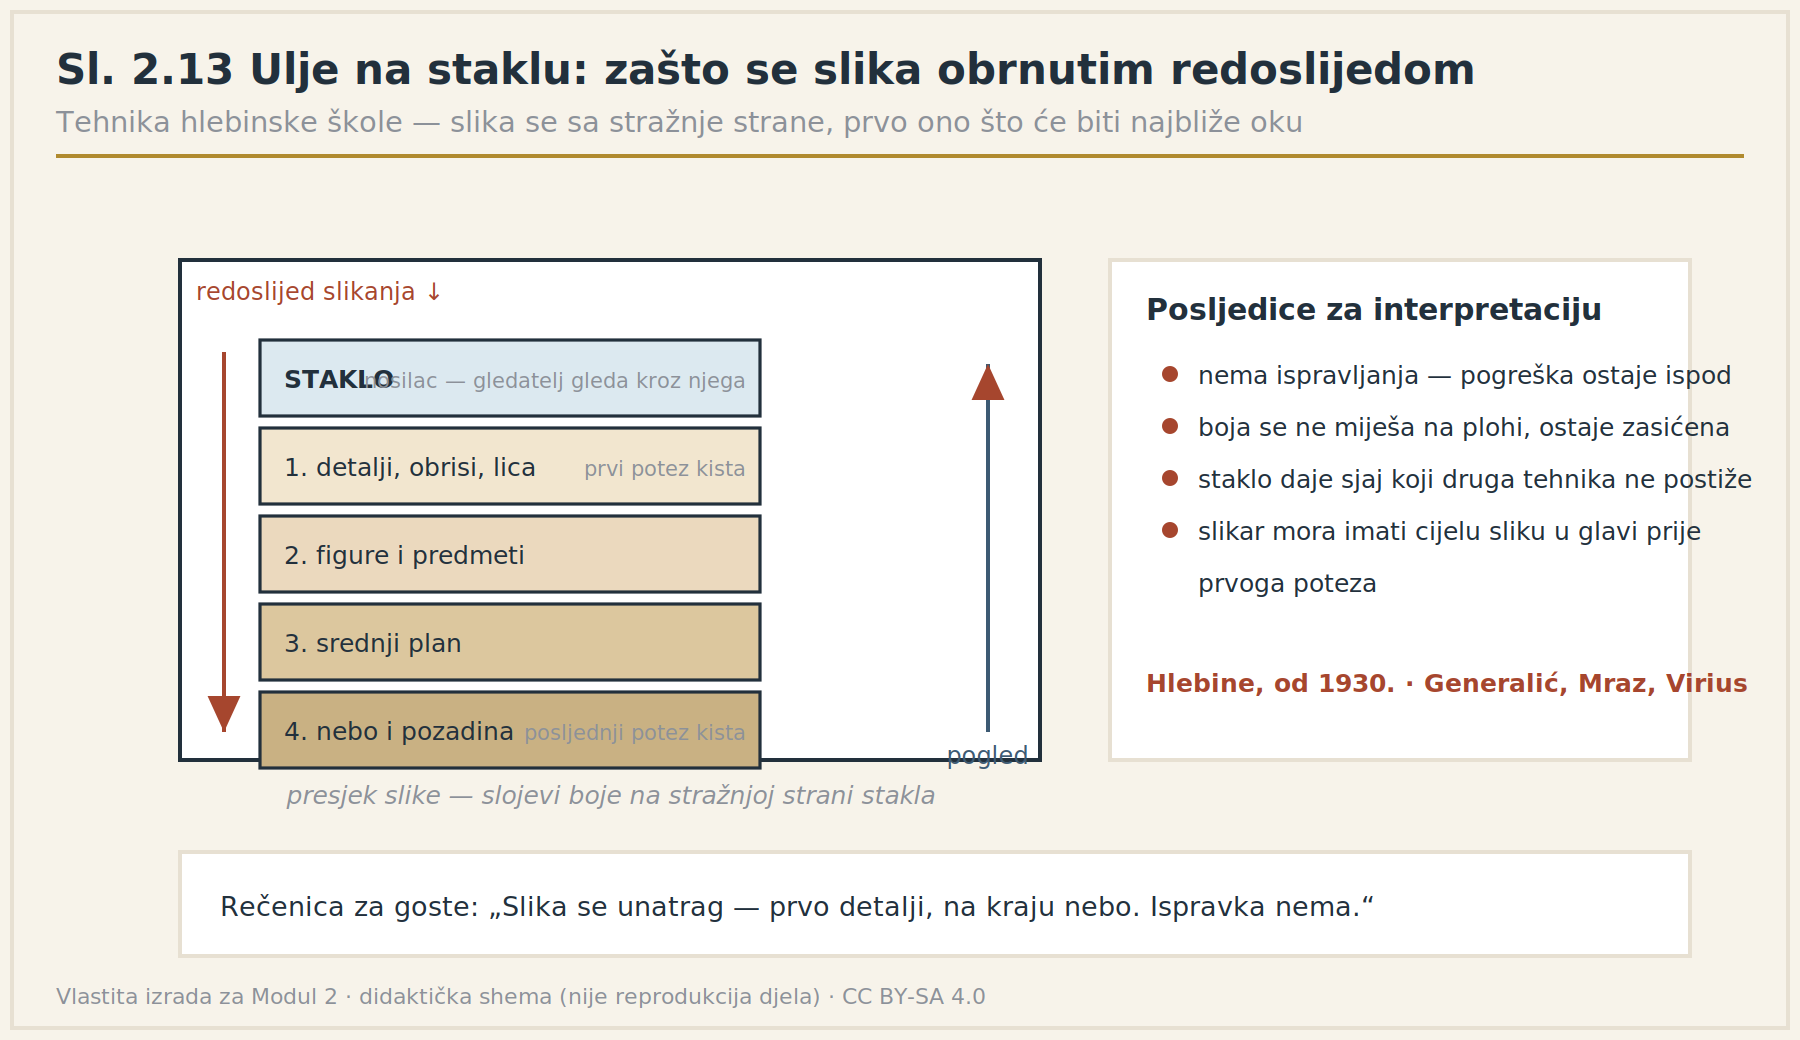 Sl. 2.13 Ulje na staklu: zašto se slika obrnutim redoslijedom
Tehnika hlebinske škole — slika se sa stražnje strane, prvo ono što će biti najbliže oku
redoslijed slikanja ↓
STAKLO nosilac — gledatelj gleda kroz njega
1. detalji, obrisi, lica prvi potez kista
2. figure i predmeti
3. srednji plan
4. nebo i pozadina posljednji potez kista
pogled
presjek slike — slojevi boje na stražnjoj strani stakla
Posljedice za interpretaciju
nema ispravljanja — pogreška ostaje ispod
boja se ne miješa na plohi, ostaje zasićena
staklo daje sjaj koji druga tehnika ne postiže
slikar mora imati cijelu sliku u glavi prije
prvoga poteza
Hlebine, od 1930. · Generalić, Mraz, Virius
Rečenica za goste: „Slika se unatrag — prvo detalji, na kraju nebo. Ispravka nema.“
Vlastita izrada za Modul 2 · didaktička shema (nije reprodukcija djela) · CC BY-SA 4.0